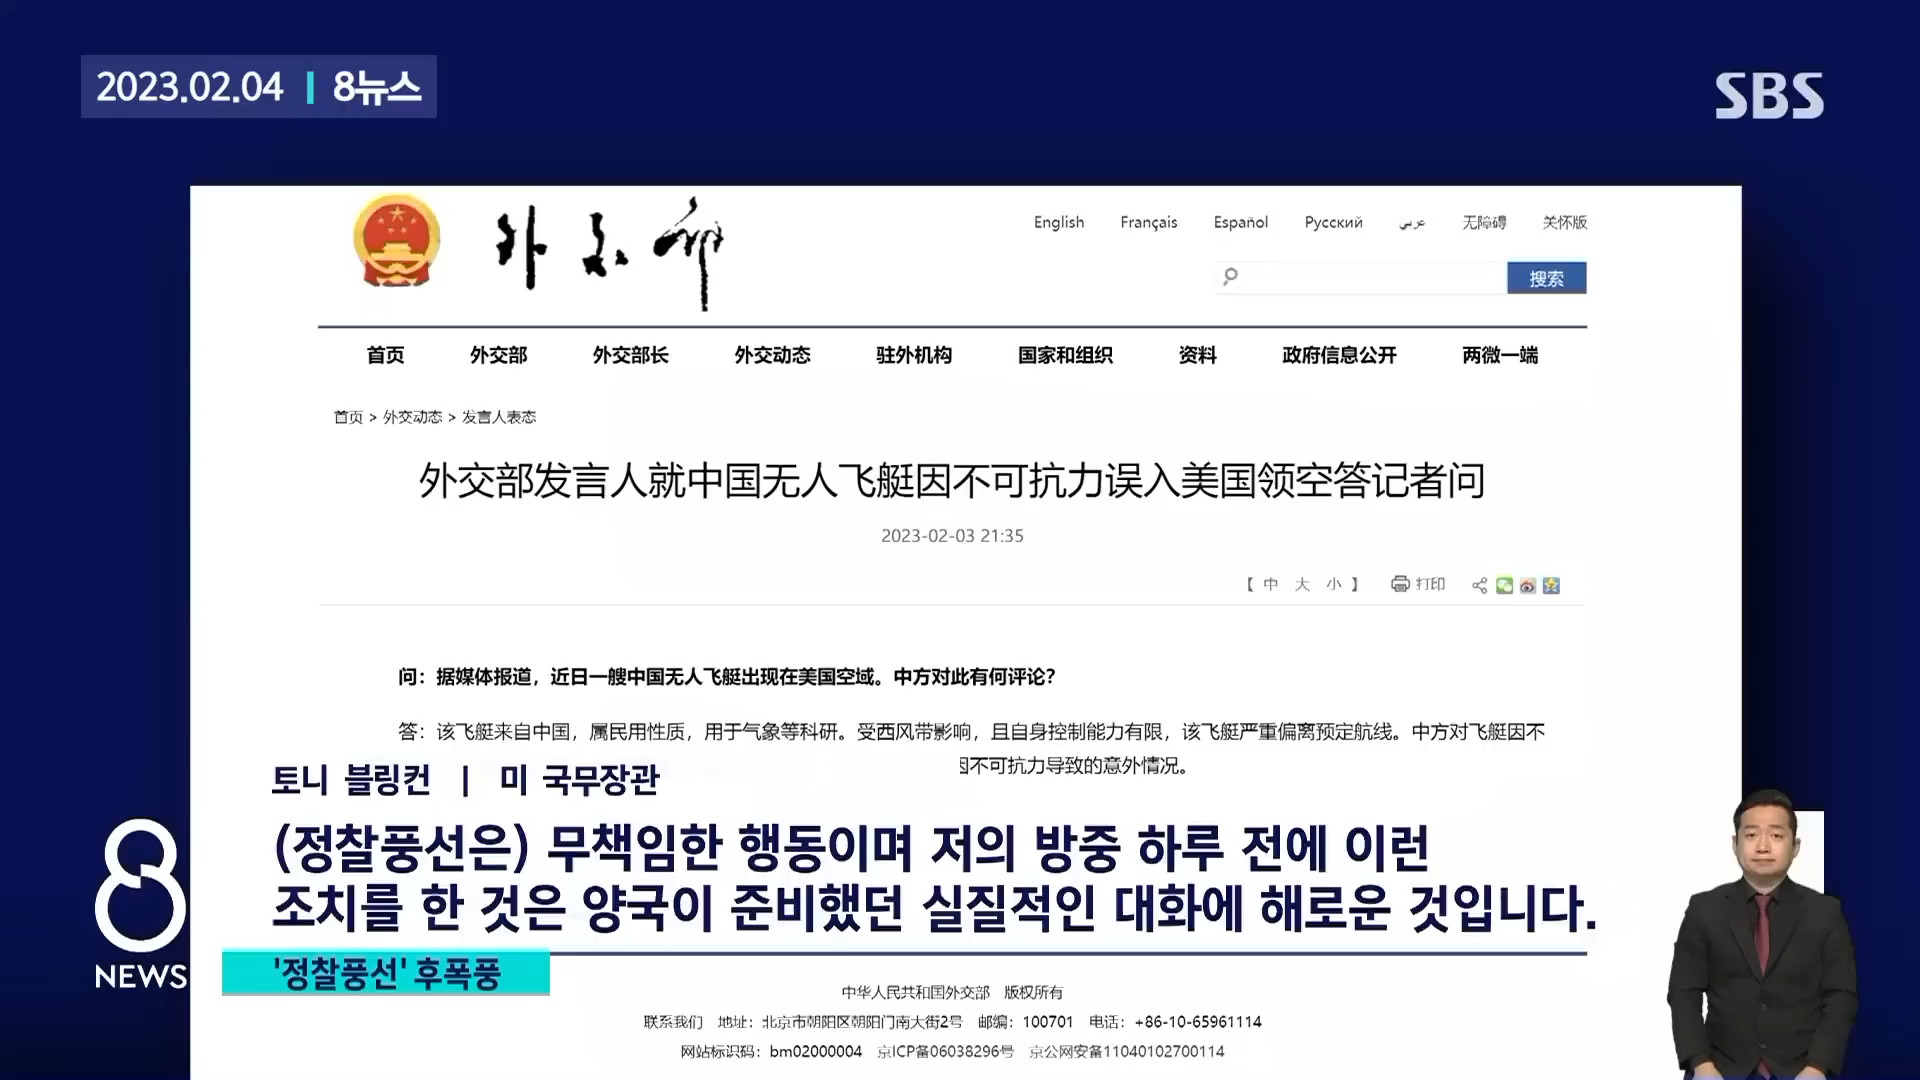 2023.02.04 | 8뉴스
SBS
外交部
English Français Español Русский عربي 无障碍 关怀版
搜索
首页 外交部 外交部长 外交动态 驻外机构 国家和组织 资料 政府信息公开 两微一端
首页 > 外交动态 > 发言人表态
外交部发言人就中国无人飞艇因不可抗力误入美国领空答记者问
2023-02-03 21:35
【 中 大 小 】 打印
问：据媒体报道，近日一艘中国无人飞艇出现在美国空域。中方对此有何评论？
答：该飞艇来自中国，属民用性质，用于气象等科研。受西风带影响，且自身控制能力有限，该飞艇严重偏离预定航线。中方对飞艇因不
因不可抗力导致的意外情况。
토니 블링컨 | 미 국무장관
(정찰풍선은) 무책임한 행동이며 저의 방중 하루 전에 이런
조치를 한 것은 양국이 준비했던 실질적인 대화에 해로운 것입니다.
8
NEWS
'정찰풍선' 후폭풍
中华人民共和国外交部 版权所有
联系我们 地址：北京市朝阳区朝阳门南大街2号 邮编：100701 电话：+86-10-65961114
网站标识码：bm02000004 京ICP备06038296号 京公网安备11040102700114